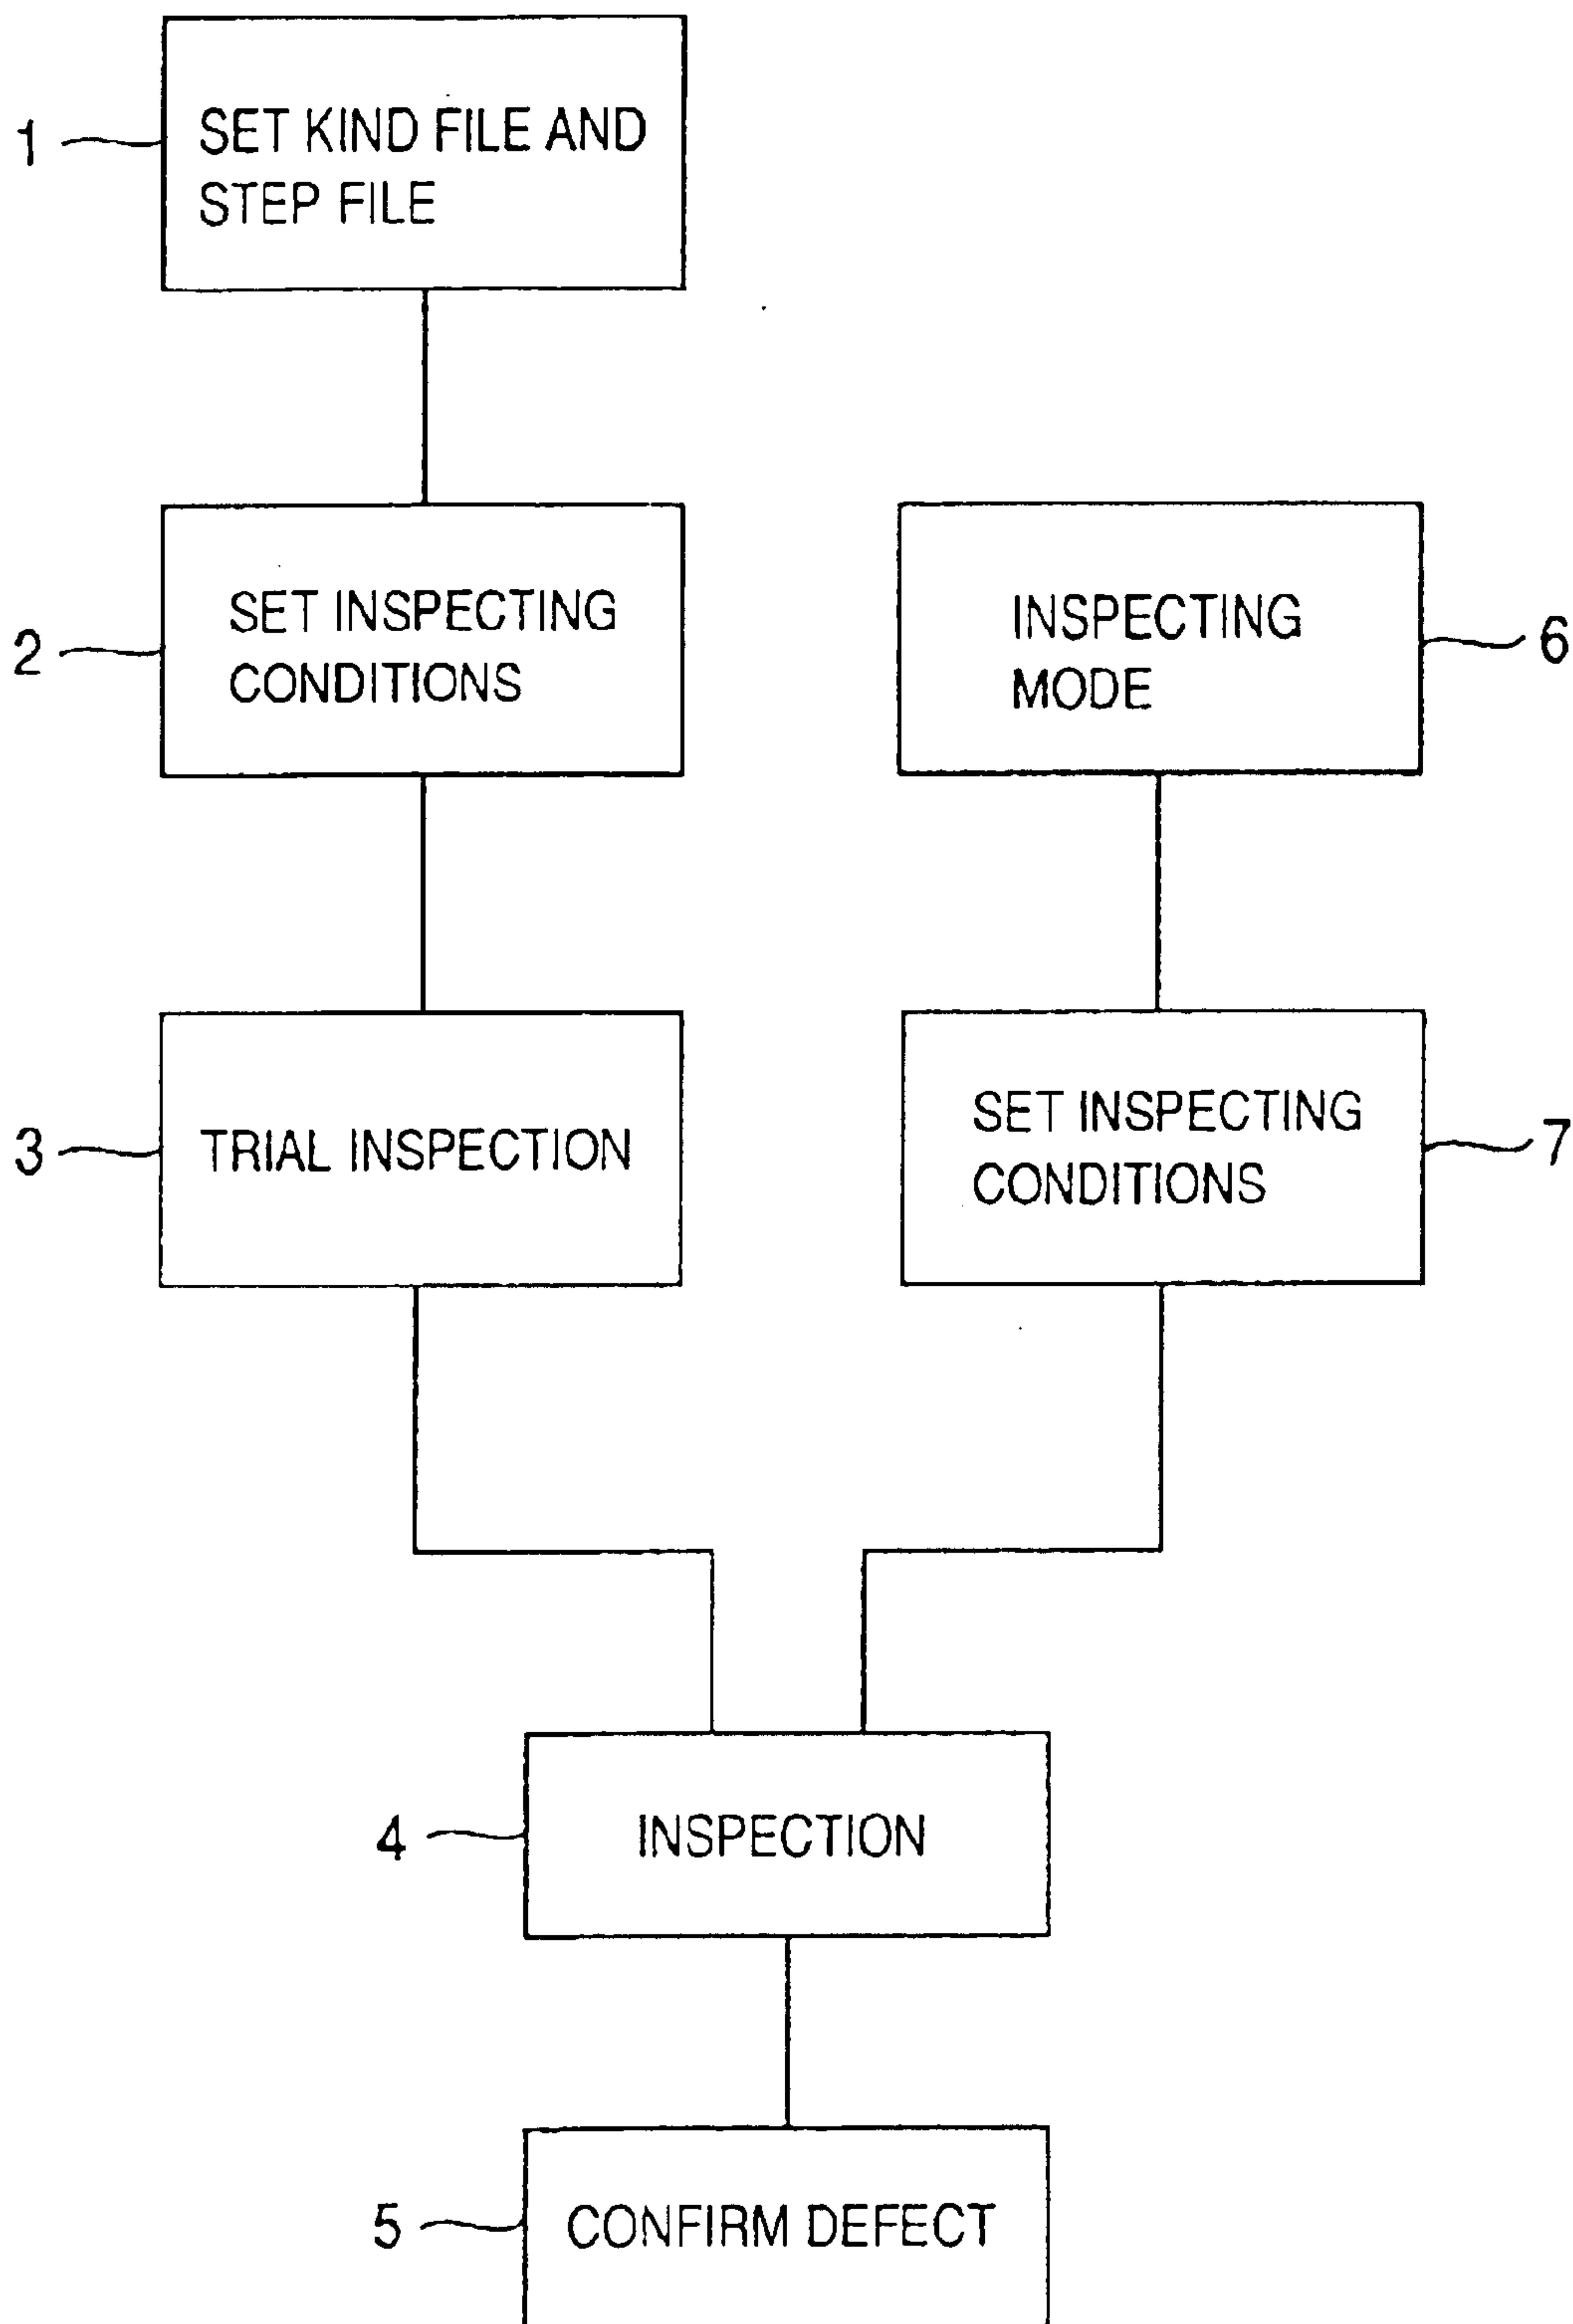 1
SET KIND FILE AND
STEP FILE
2
SET INSPECTING
CONDITIONS
INSPECTING
MODE
6
3
TRIAL INSPECTION
SET INSPECTING
CONDITIONS
7
4
INSPECTION
5
CONFIRM DEFECT